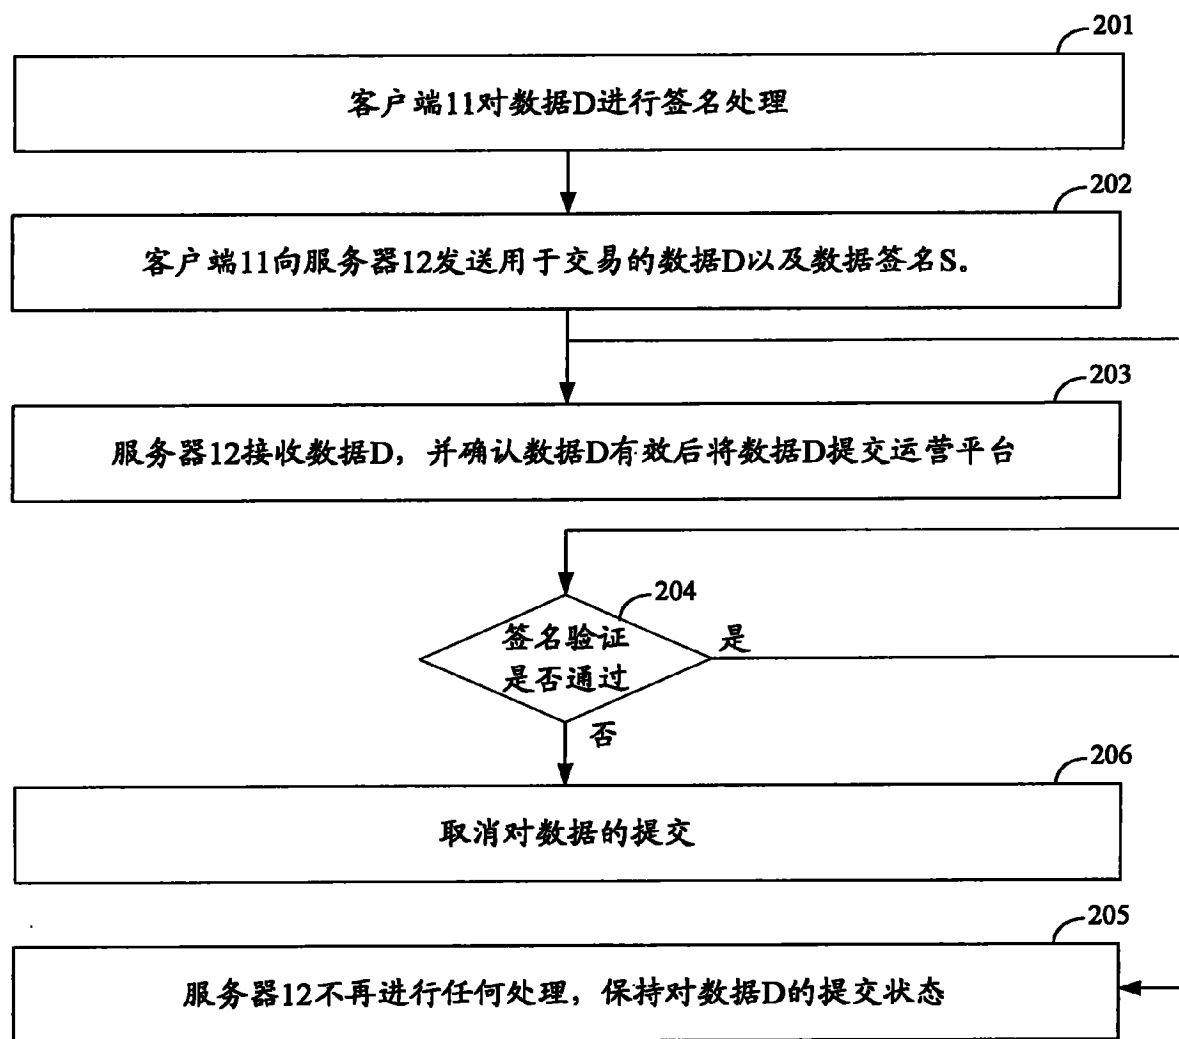 201
客户端11对数据D进行签名处理
202
客户端11向服务器12发送用于交易的数据D以及数据签名S。
203
服务器12接收数据D，并确认数据D有效后将数据D提交运营平台
204
签名验证
是否通过
是
否
206
取消对数据的提交
205
服务器12不再进行任何处理，保持对数据D的提交状态